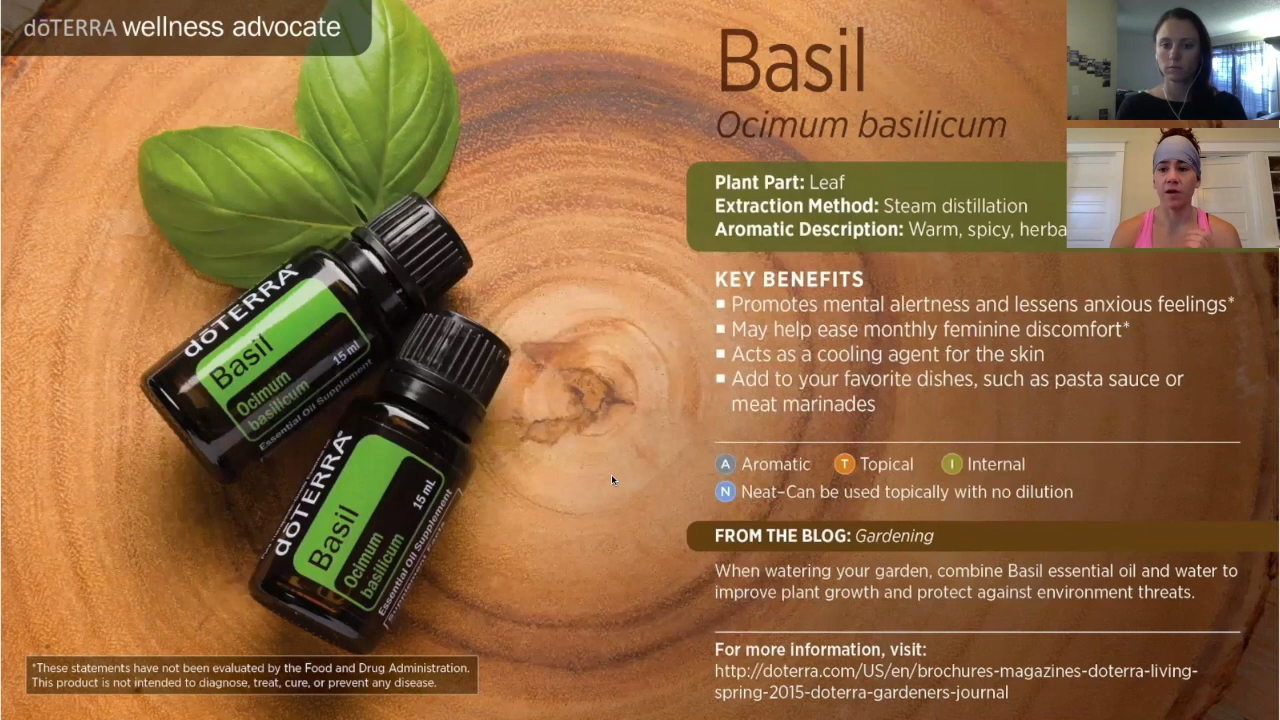 dōTERRA wellness advocate
Basil
Ocimum basilicum
Plant Part: Leaf
Extraction Method: Steam distillation
Aromatic Description: Warm, spicy, herba
KEY BENEFITS
▪ Promotes mental alertness and lessens anxious feelings*
▪ May help ease monthly feminine discomfort*
▪ Acts as a cooling agent for the skin
▪ Add to your favorite dishes, such as pasta sauce or
meat marinades
A Aromatic T Topical I Internal
N Neat–Can be used topically with no dilution
FROM THE BLOG: Gardening
When watering your garden, combine Basil essential oil and water to
improve plant growth and protect against environment threats.
For more information, visit:
http://doterra.com/US/en/brochures-magazines-doterra-living-
spring-2015-doterra-gardeners-journal
dōTERRA
Basil
Ocimum
basilicum
15 ml
Essential Oil Supplement
dōTERRA
Basil
Ocimum
basilicum
15 mL
Essential Oil Supplement
*These statements have not been evaluated by the Food and Drug Administration.
This product is not intended to diagnose, treat, cure, or prevent any disease.